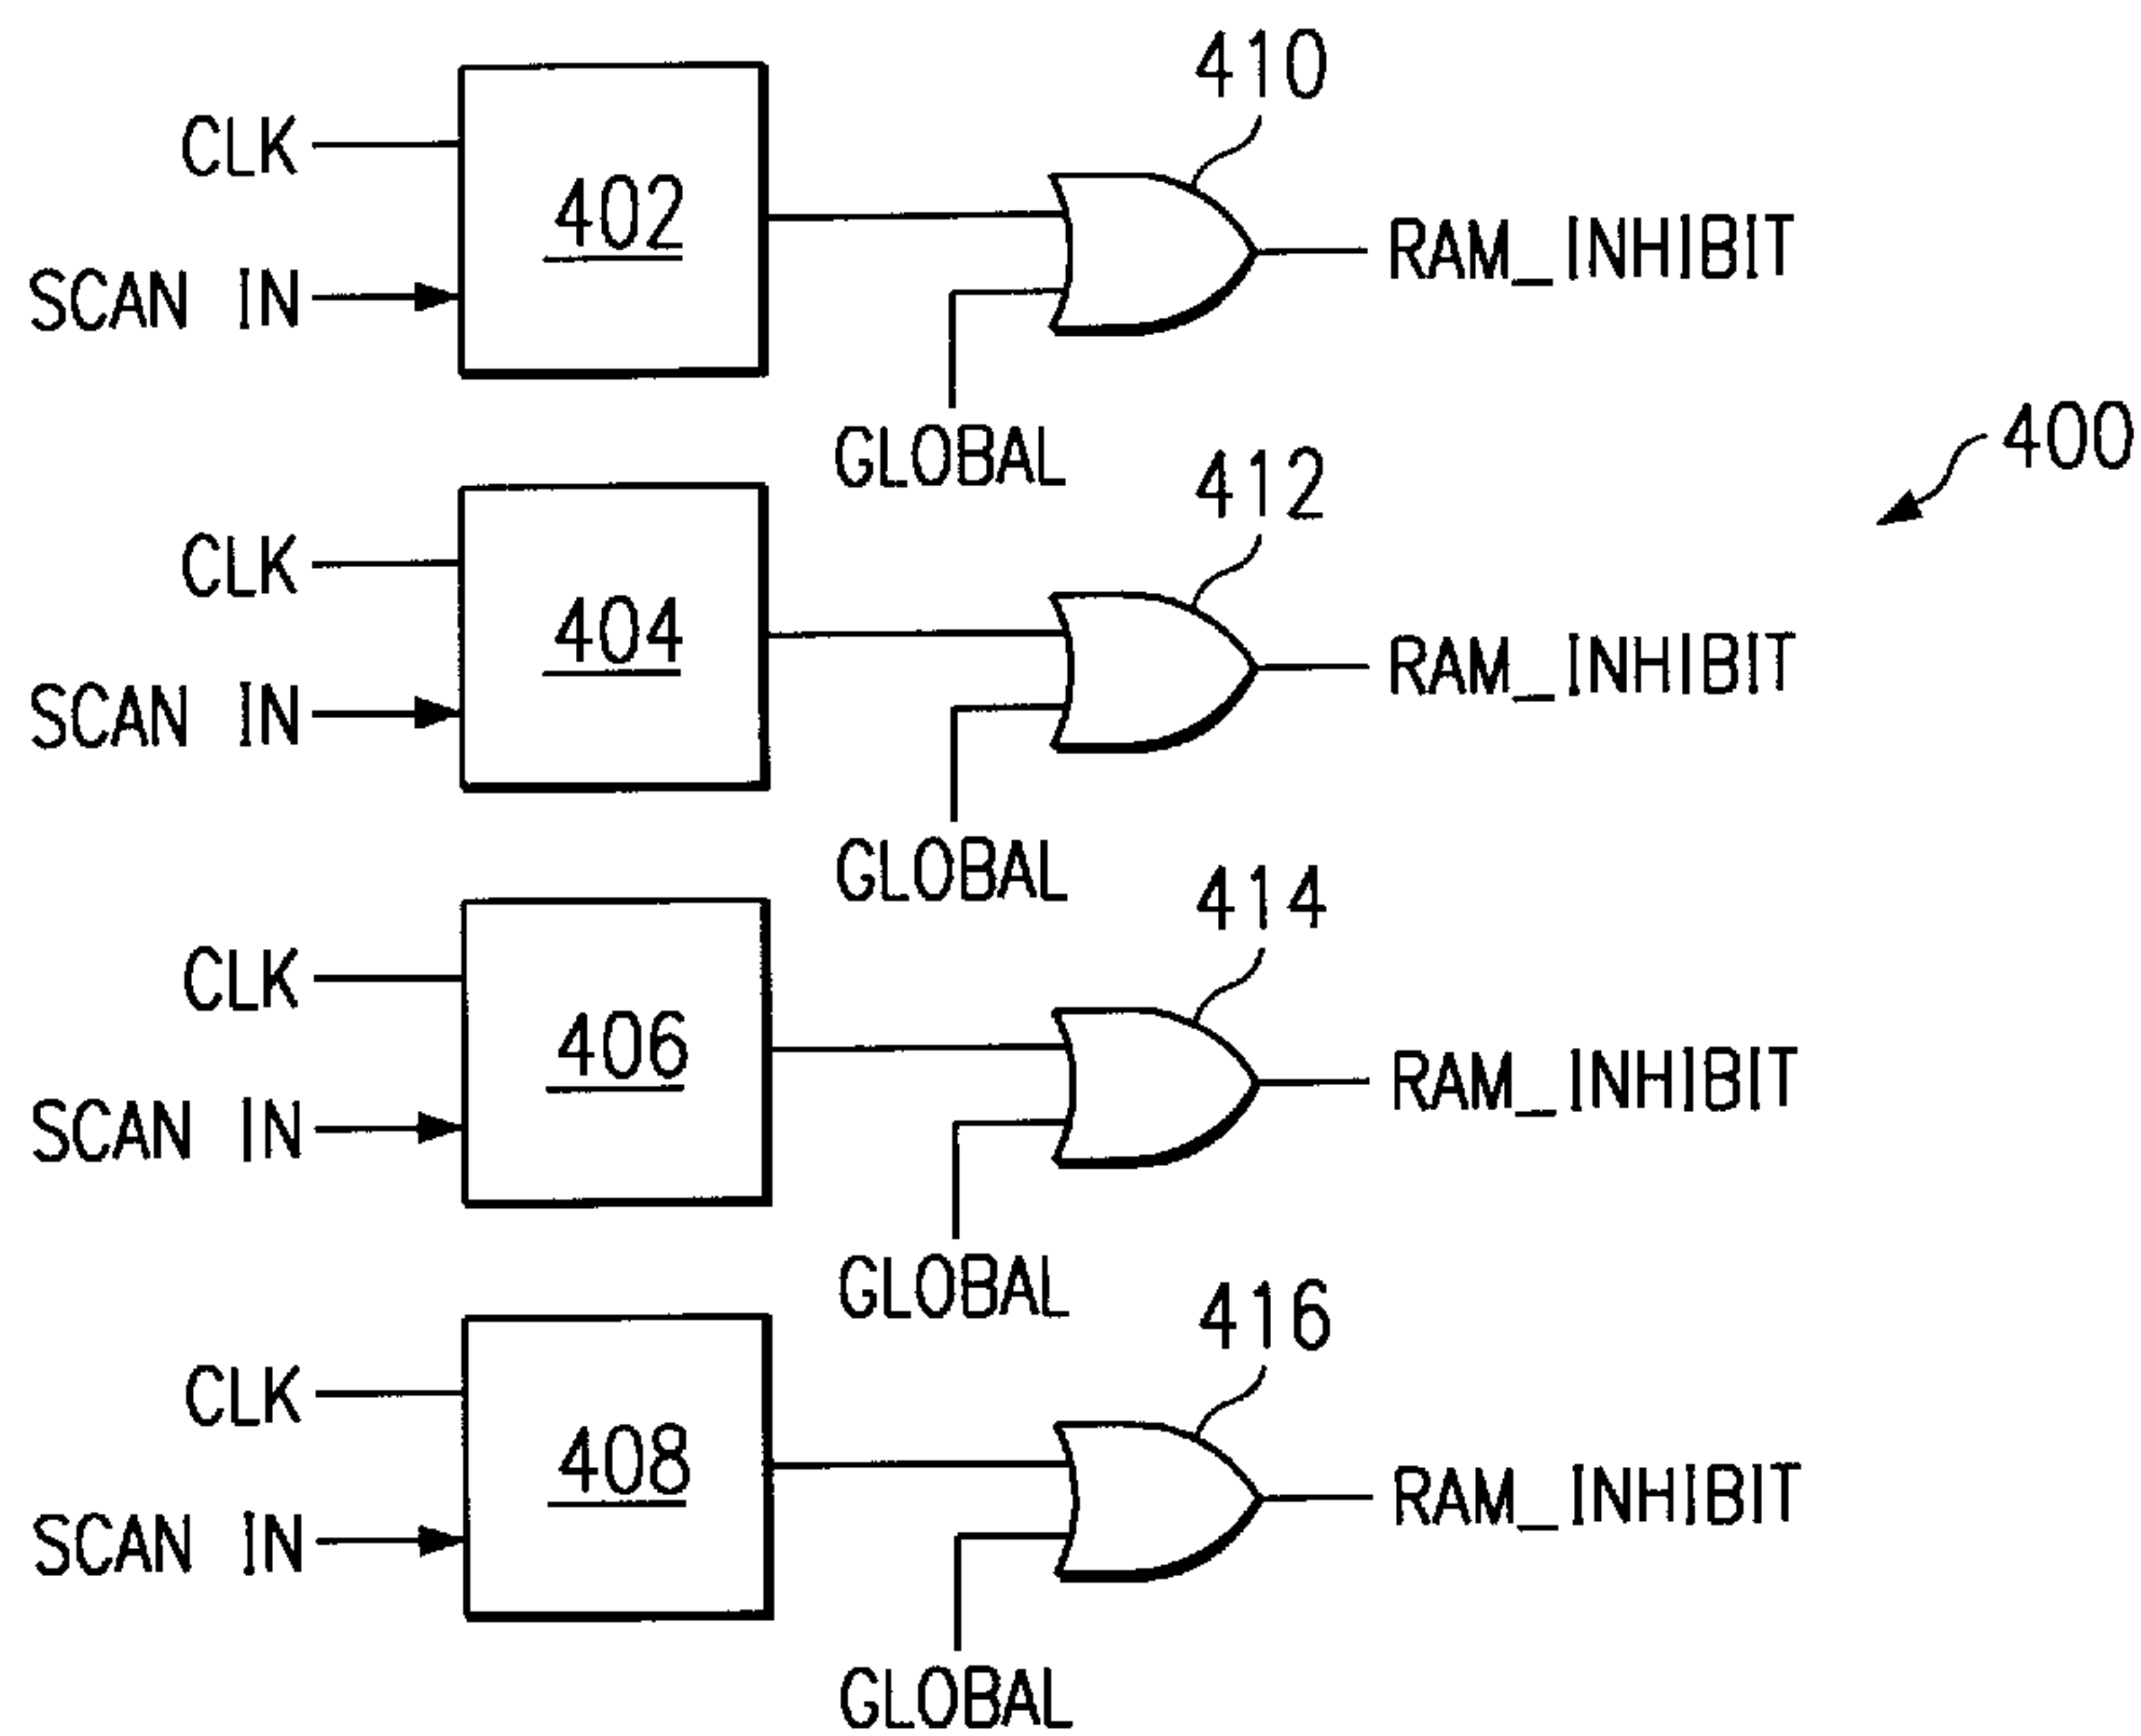 410
CLK
402
RAM_INHIBIT
SCAN IN
GLOBAL
400
412
CLK
404
RAM_INHIBIT
SCAN IN
GLOBAL
414
CLK
406
RAM_INHIBIT
SCAN IN
GLOBAL
416
CLK
408
RAM_INHIBIT
SCAN IN
GLOBAL